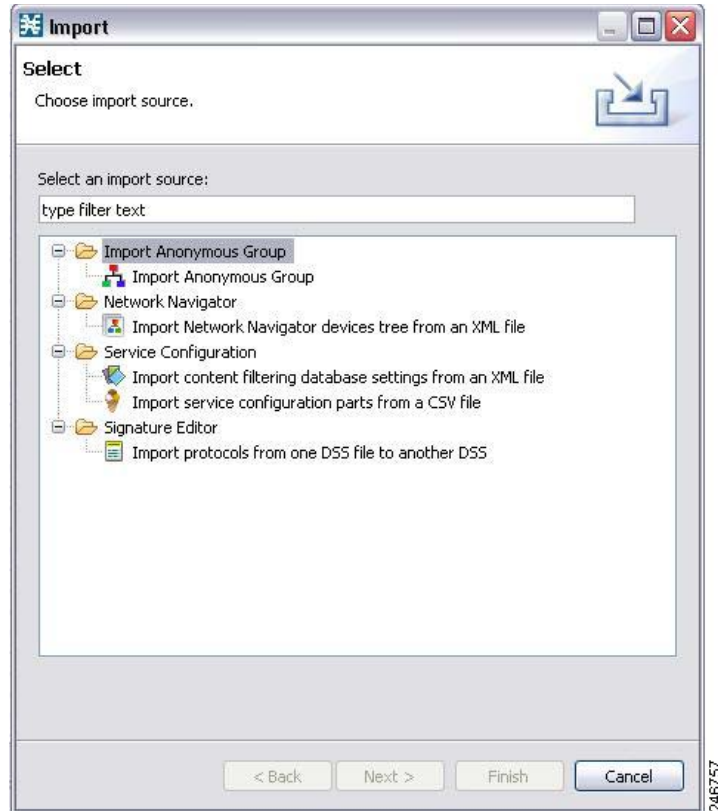 Import
Select
Choose import source.
Select an import source:
type filter text
Import Anonymous Group
Import Anonymous Group
Network Navigator
Import Network Navigator devices tree from an XML file
Service Configuration
Import content filtering database settings from an XML file
Import service configuration parts from a CSV file
Signature Editor
Import protocols from one DSS file to another DSS
< Back Next > Finish Cancel
246757